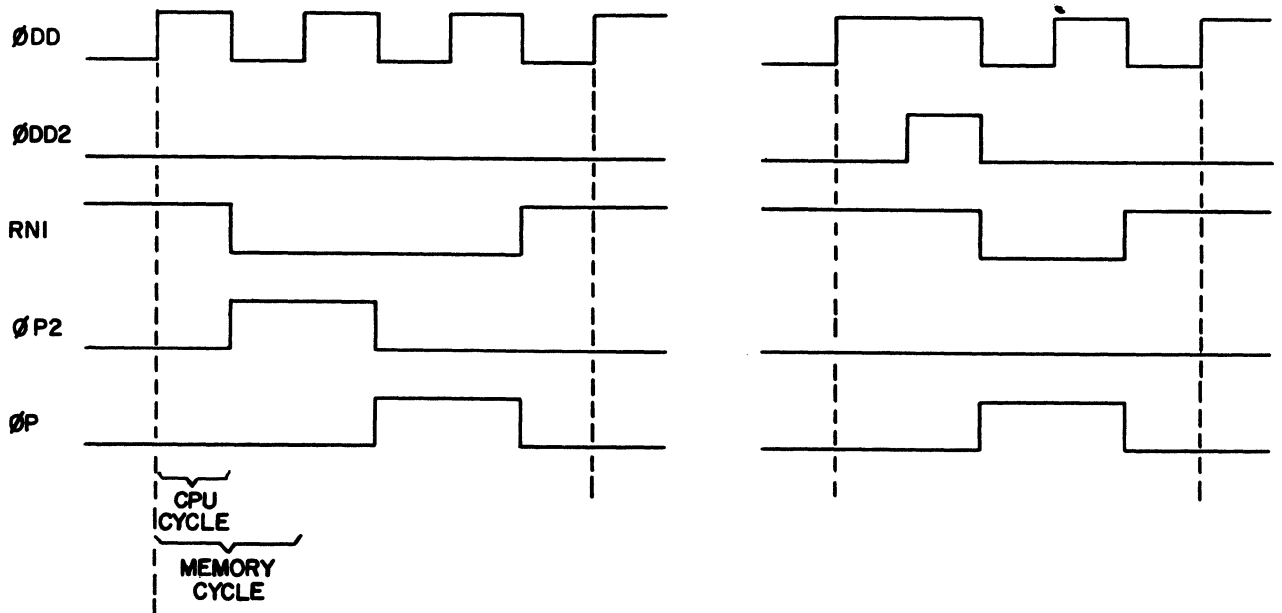 ØDD
ØDD2
RNI
ØP2
ØP
CPU
CYCLE
MEMORY
CYCLE